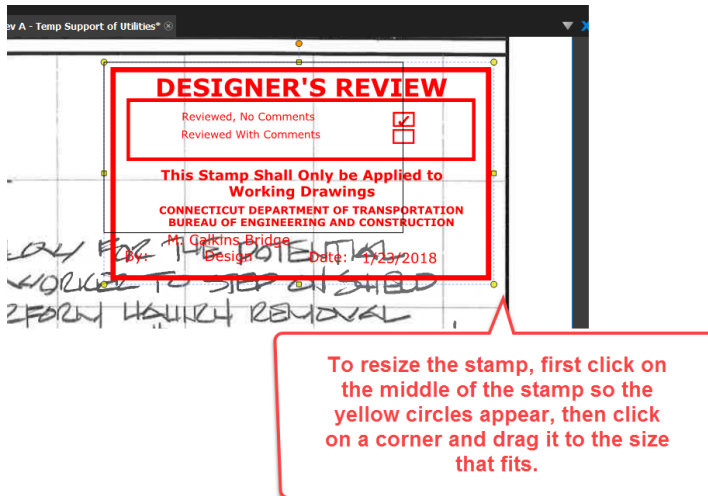 ev A - Temp Support of Utilities*
DESIGNER'S REVIEW
Reviewed, No Comments
Reviewed With Comments
This Stamp Shall Only be Applied to
Working Drawings
CONNECTICUT DEPARTMENT OF TRANSPORTATION
BUREAU OF ENGINEERING AND CONSTRUCTION
M. Calkins Bridge
By: Design Date: 1/23/2018
FOR THE POTENTIAL
WORKER TO STEP ON SHIELD
HAUNCH REMOVAL
To resize the stamp, first click on
the middle of the stamp so the
yellow circles appear, then click
on a corner and drag it to the size
that fits.